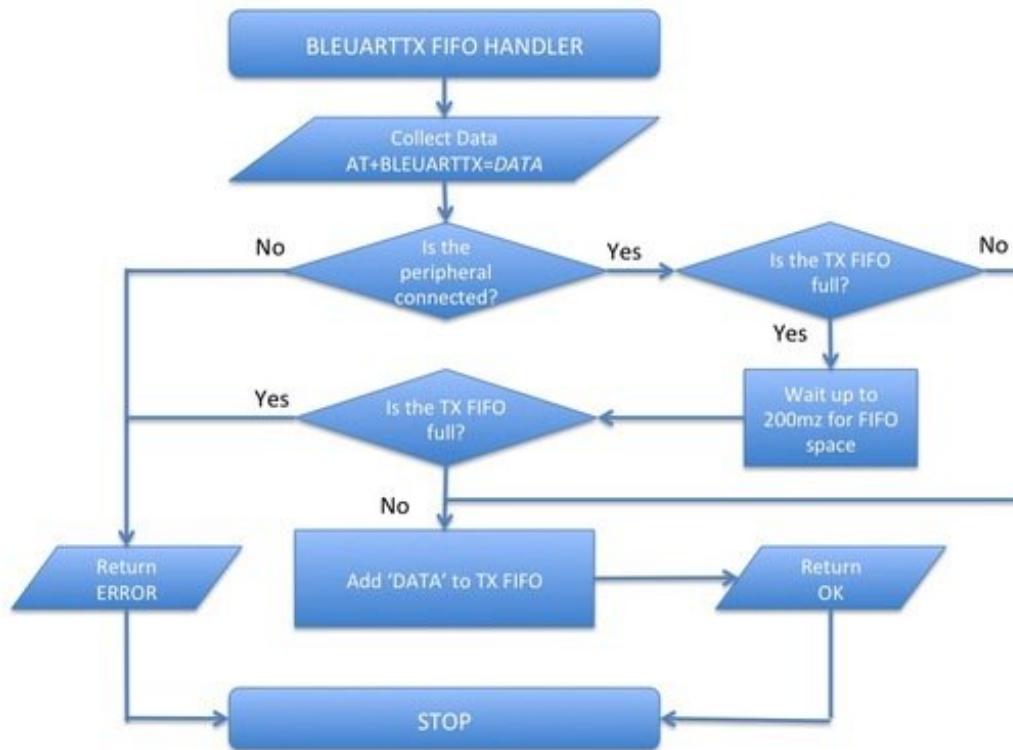 BLEUARTTX FIFO HANDLER
Collect Data
AT+BLEUARTTX=DATA
No
Is the
peripheral
connected?
Yes
Is the TX FIFO
full?
No
Yes
Wait up to
200mz for FIFO
space
Yes
Is the TX FIFO
full?
No
Return
ERROR
Add ‘DATA’ to TX FIFO
Return
OK
STOP